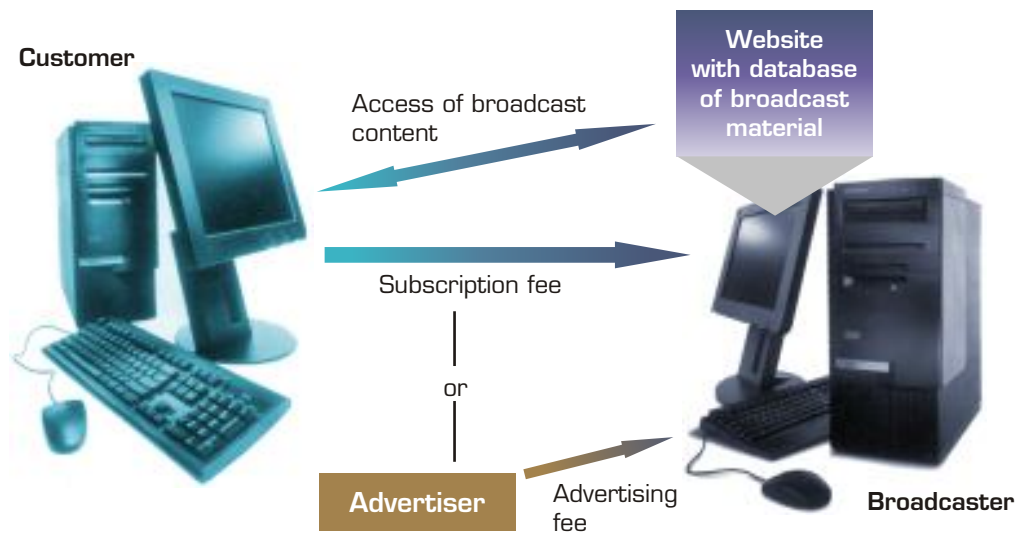 Customer
Website
with database
of broadcast
material
Access of broadcast
content
Subscription fee
or
Advertiser
Advertising
fee
Broadcaster